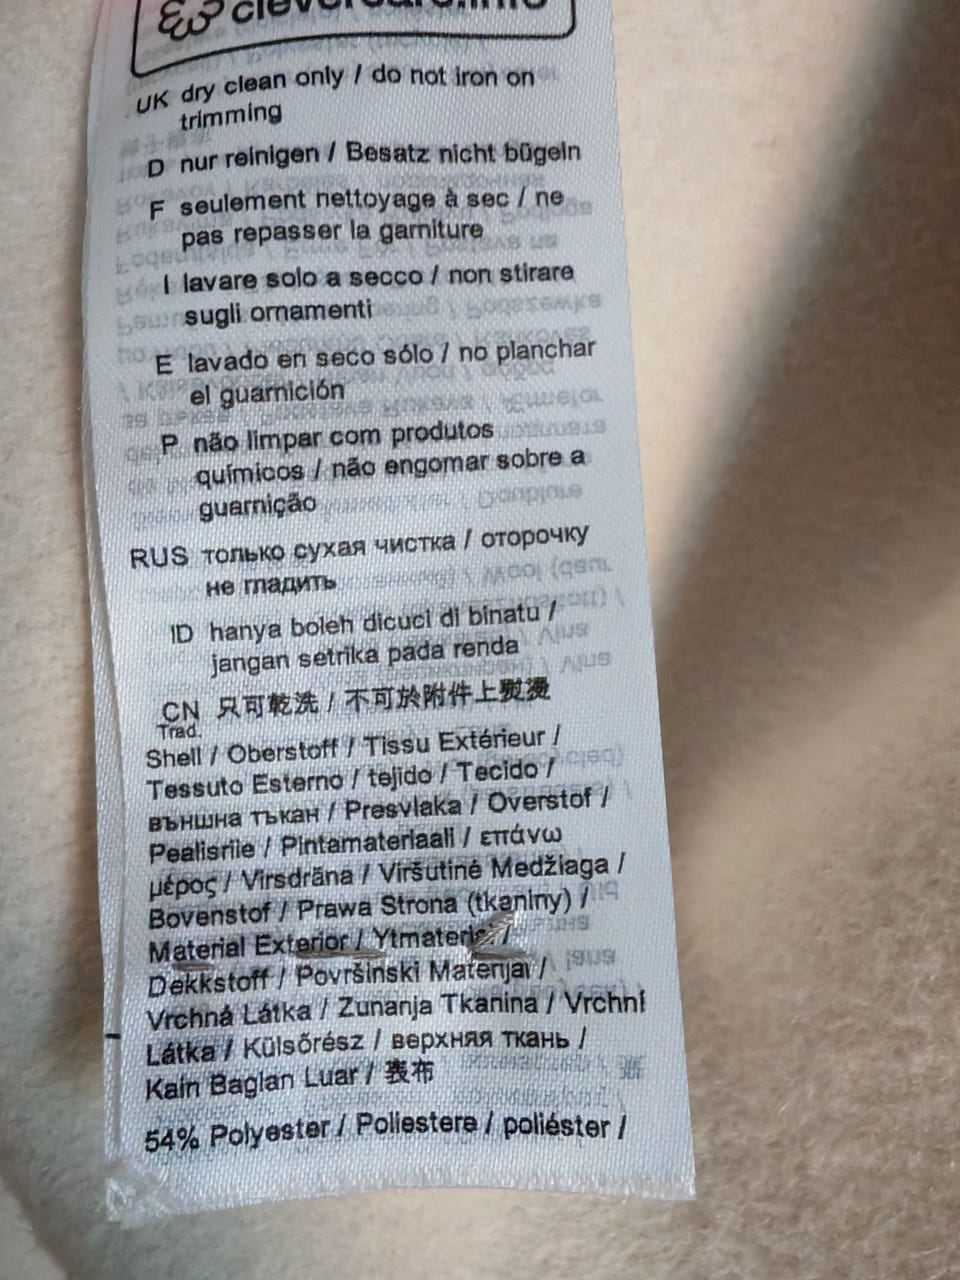 clevercare.info
UK dry clean only / do not iron on
trimming
D nur reinigen / Besatz nicht bügeln
F seulement nettoyage à sec / ne
pas repasser la garniture
I lavare solo a secco / non stirare
sugli ornamenti
E lavado en seco sólo / no planchar
el guarnición
P não limpar com produtos
químicos / não engomar sobre a
guarnição
RUS только сухая чистка / оторочку
не гладить
ID hanya boleh dicuci di binatu /
jangan setrika pada renda
CN 只可乾洗 / 不可於附件上熨燙
Trad.
Shell / Oberstoff / Tissu Extérieur /
Tessuto Esterno / tejido / Tecido /
външна тъкан / Presvlaka / Overstof /
Pealisriie / Pintamateriaali / επάνω
μέρος / Virsdrāna / Viršutinė Medžiaga /
Bovenstof / Prawa Strona (tkaniny) /
Material Exterior / Ytmaterial /
Dekkstoff / Površinski Materijal /
Vrchná Látka / Zunanja Tkanina / Vrchní
Látka / Külsőrész / верхняя ткань /
Kain Bagian Luar / 表布
54% Polyester / Poliestere / poliéster /